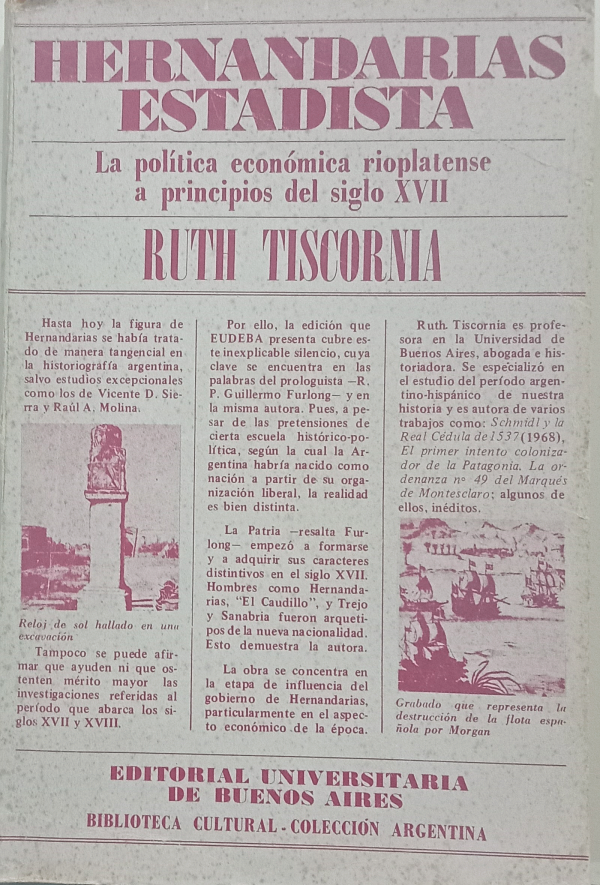 HERNANDARIAS
ESTADISTA
La política económica rioplatense
a principios del siglo XVII
RUTH TISCORNIA
Hasta hoy la figura de
Hernandarias se había trata-
do de manera tangencial en
la historiográfía argentina,
salvo estudios excepcionales
como los de Vicente D. Sie-
rra y Raúl A. Molina.
Reloj de sol hallado en una
excavación
Tampoco se puede afir-
mar que ayuden ni que os-
tenten mérito mayor las
investigaciones referidas al
período que abarca los si-
glos XVII y XVIII.
Por ello, la edición que
EUDEBA presenta cubre es-
te inexplicable silencio, cuya
clave se encuentra en las
palabras del prologuista —R.
P. Guillermo Furlong— y en
la misma autora. Pues, a pe-
sar de las pretensiones de
cierta escuela histórico-po-
lítica, según la cual la Ar-
gentina habría nacido como
nación a partir de su orga-
nización liberal, la realidad
es bien distinta.
La Patria —resalta Fur-
long— empezó a formarse
y a adquirir sus caracteres
distintivos en el siglo XVII.
Hombres como Hernanda-
rias, "El Caudillo", y Trejo
y Sanabria fueron arqueti-
pos de la nueva nacionalidad.
Esto demuestra la autora.
La obra se concentra en
la etapa de influencia del
gobierno de Hernandarias,
particularmente en el aspec-
to económico de la época.
Ruth Tiscornia es profe-
sora en la Universidad de
Buenos Aires, abogada e his-
toriadora. Se especializó en
el estudio del período argen-
tino-hispánico de nuestra
historia y es autora de varios
trabajos como: Schmidl y la
Real Cédula de 1537 (1968),
El primer intento coloniza-
dor de la Patagonia. La or-
denanza nº 49 del Marqués
de Montesclaro; algunos de
ellos, inéditos.
Grabado que representa la
destrucción de la flota espa-
ñola por Morgan
EDITORIAL UNIVERSITARIA
DE BUENOS AIRES
BIBLIOTECA CULTURAL - COLECCIÓN ARGENTINA